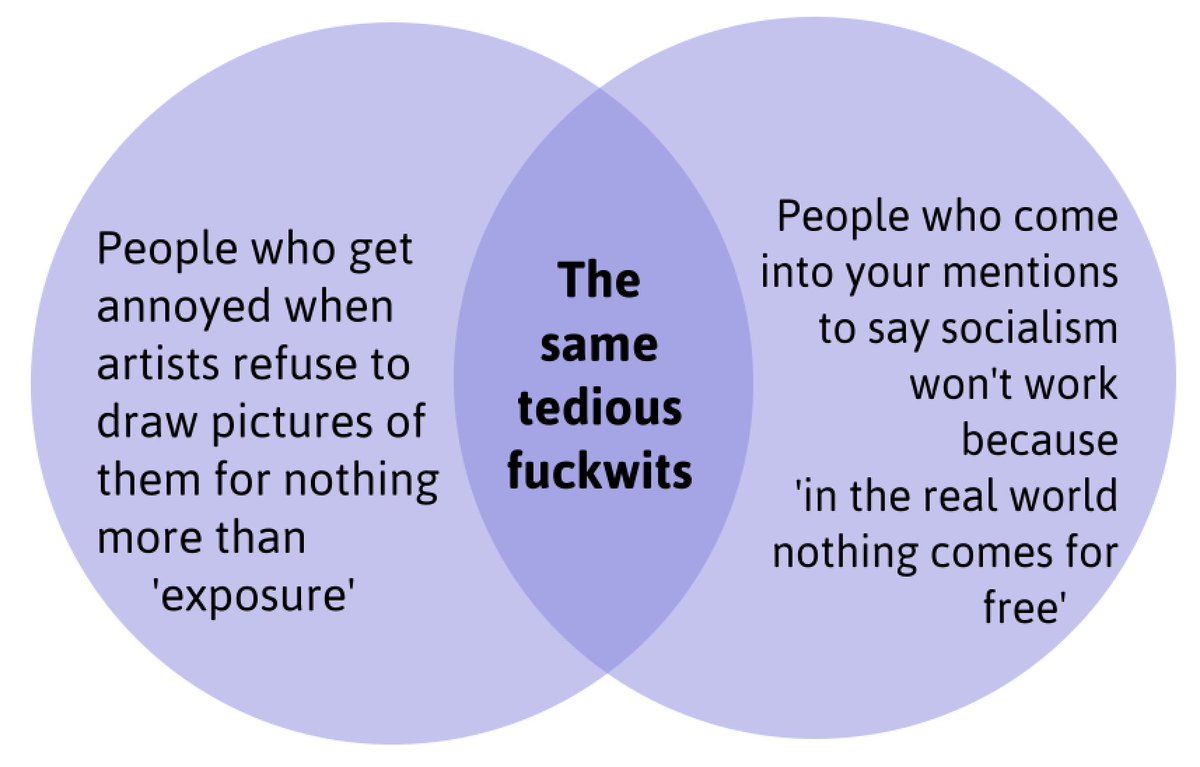 People who get
annoyed when
artists refuse to
draw pictures of
them for nothing
more than
'exposure'
The
same
tedious
fuckwits
People who come
into your mentions
to say socialism
won't work
because
'in the real world
nothing comes for
free'